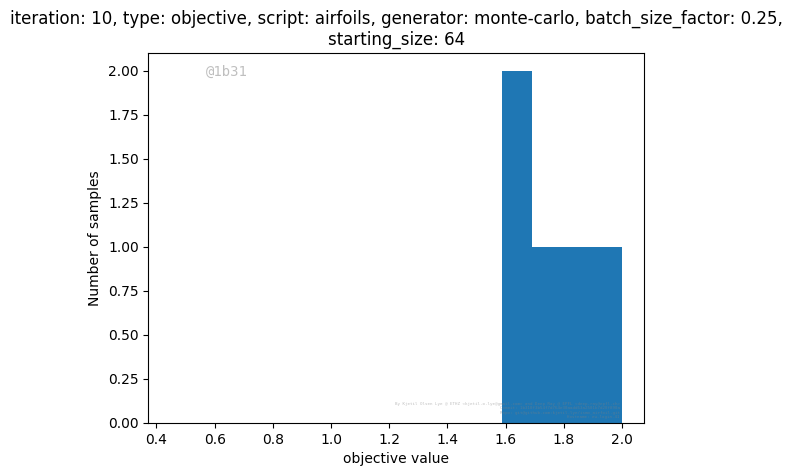 iteration: 10, type: objective, script: airfoils, generator: monte-carlo, batch_size_factor: 0.25,
starting_size: 64
@1b31
2.00
1.75
1.50
1.25
1.00
0.75
0.50
0.25
0.00
Number of samples
0.4 0.6 0.8 1.0 1.2 1.4 1.6 1.8 2.0
objective value